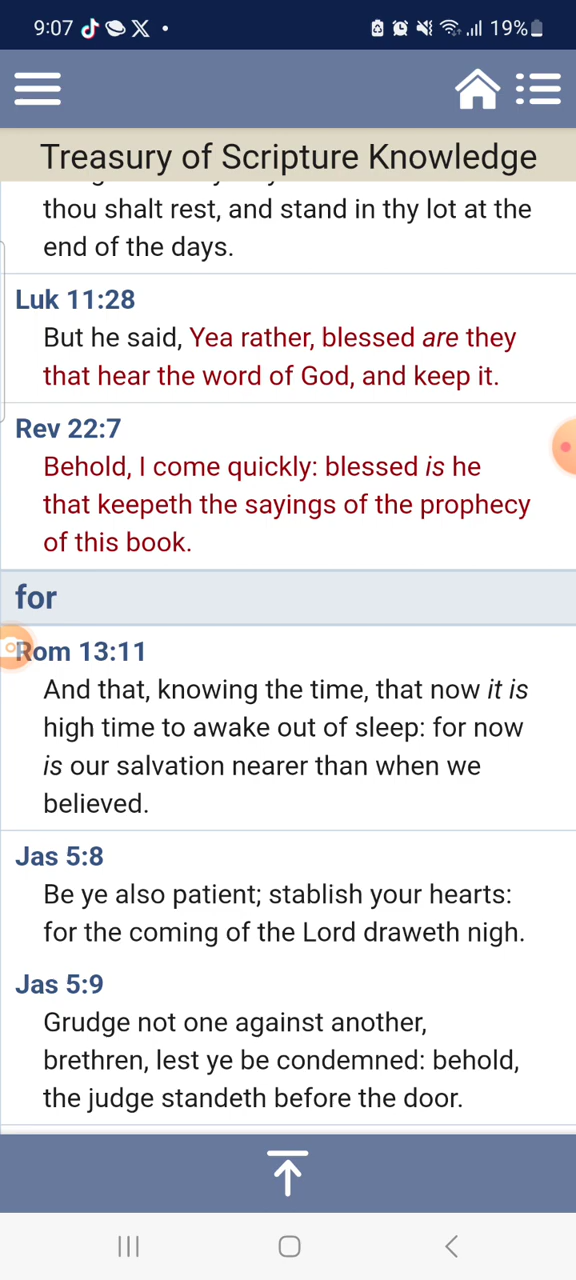 9:07
19%
Treasury of Scripture Knowledge
thou shalt rest, and stand in thy lot at the
end of the days.
Luk 11:28
But he said, Yea rather, blessed are they
that hear the word of God, and keep it.
Rev 22:7
Behold, I come quickly: blessed is he
that keepeth the sayings of the prophecy
of this book.
for
Rom 13:11
And that, knowing the time, that now it is
high time to awake out of sleep: for now
is our salvation nearer than when we
believed.
Jas 5:8
Be ye also patient; stablish your hearts:
for the coming of the Lord draweth nigh.
Jas 5:9
Grudge not one against another,
brethren, lest ye be condemned: behold,
the judge standeth before the door.